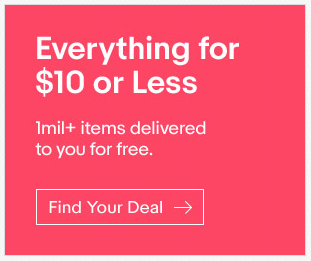 Everything for
$10 or Less
1mil+ items delivered
to you for free.
Find Your Deal →